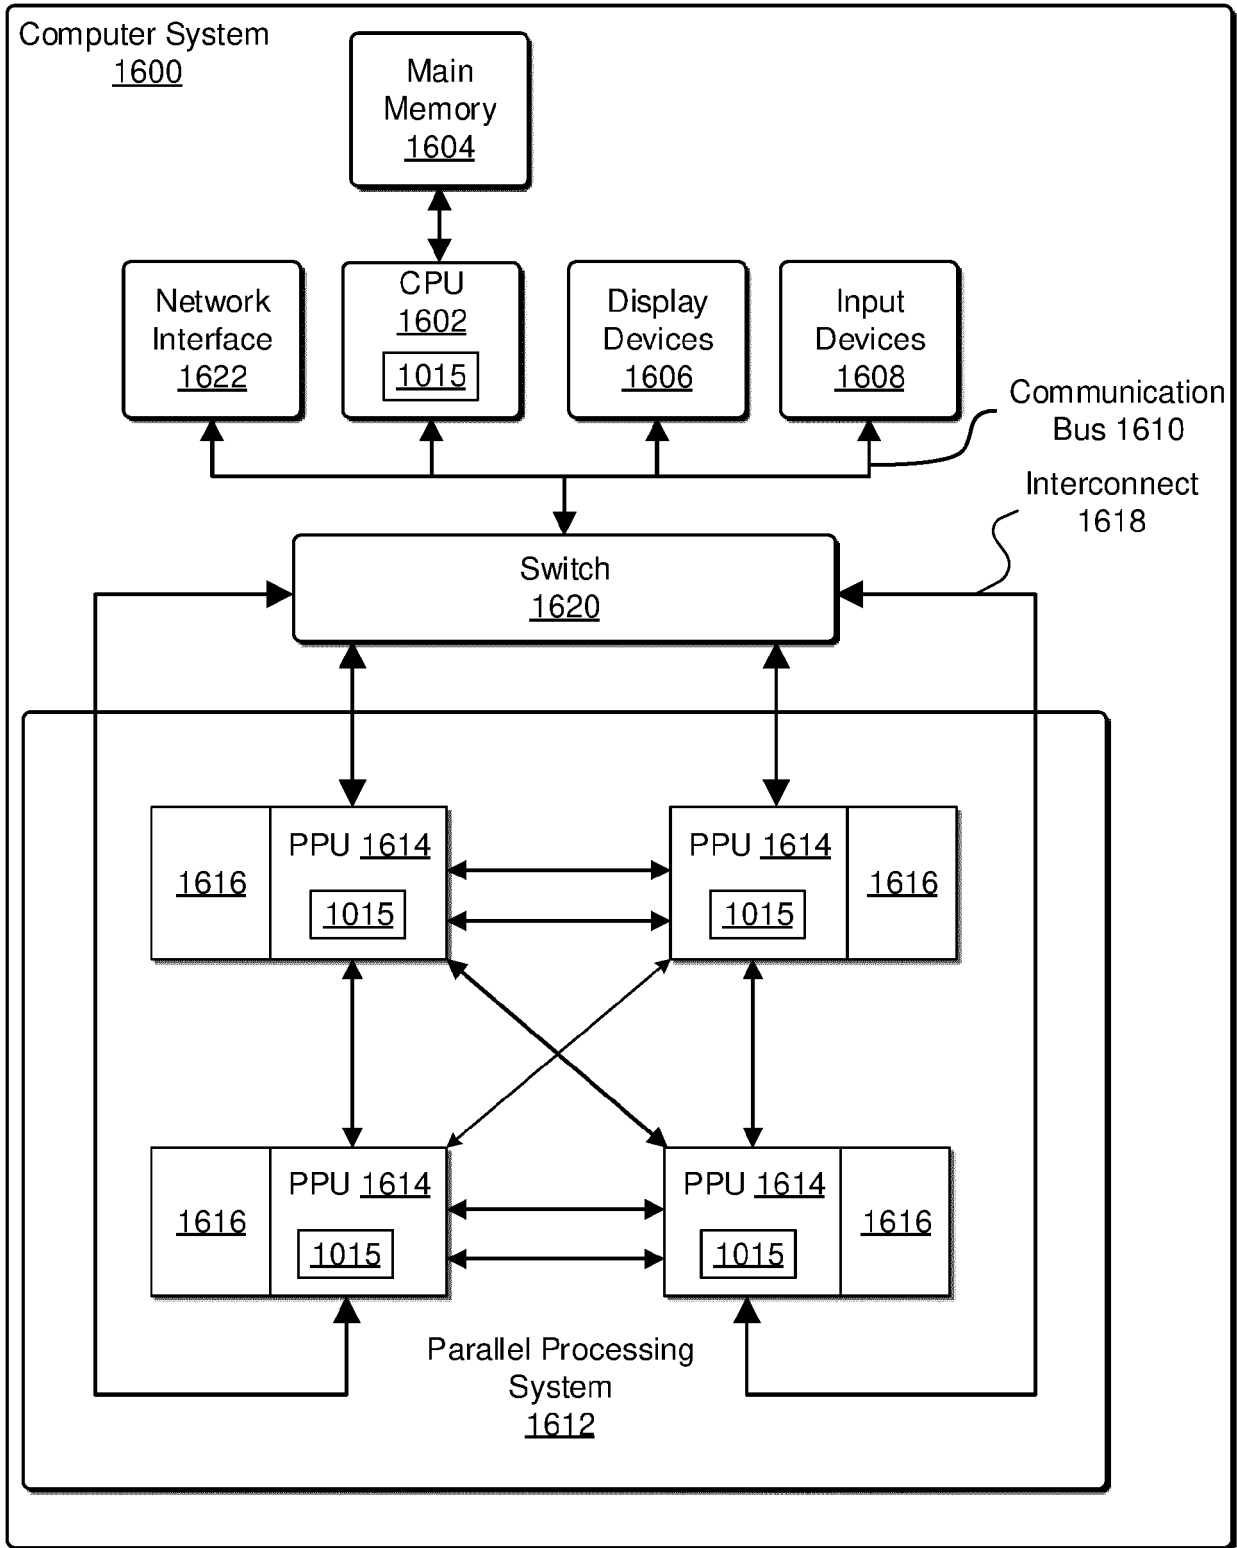 Computer System
1600
Main
Memory
1604
Network
Interface
1622
CPU
1602
1015
Display
Devices
1606
Input
Devices
1608
Communication
Bus 1610
Interconnect
1618
Switch
1620
1616
PPU 1614
1015
PPU 1614
1015
1616
1616
PPU 1614
1015
PPU 1614
1015
1616
Parallel Processing
System
1612